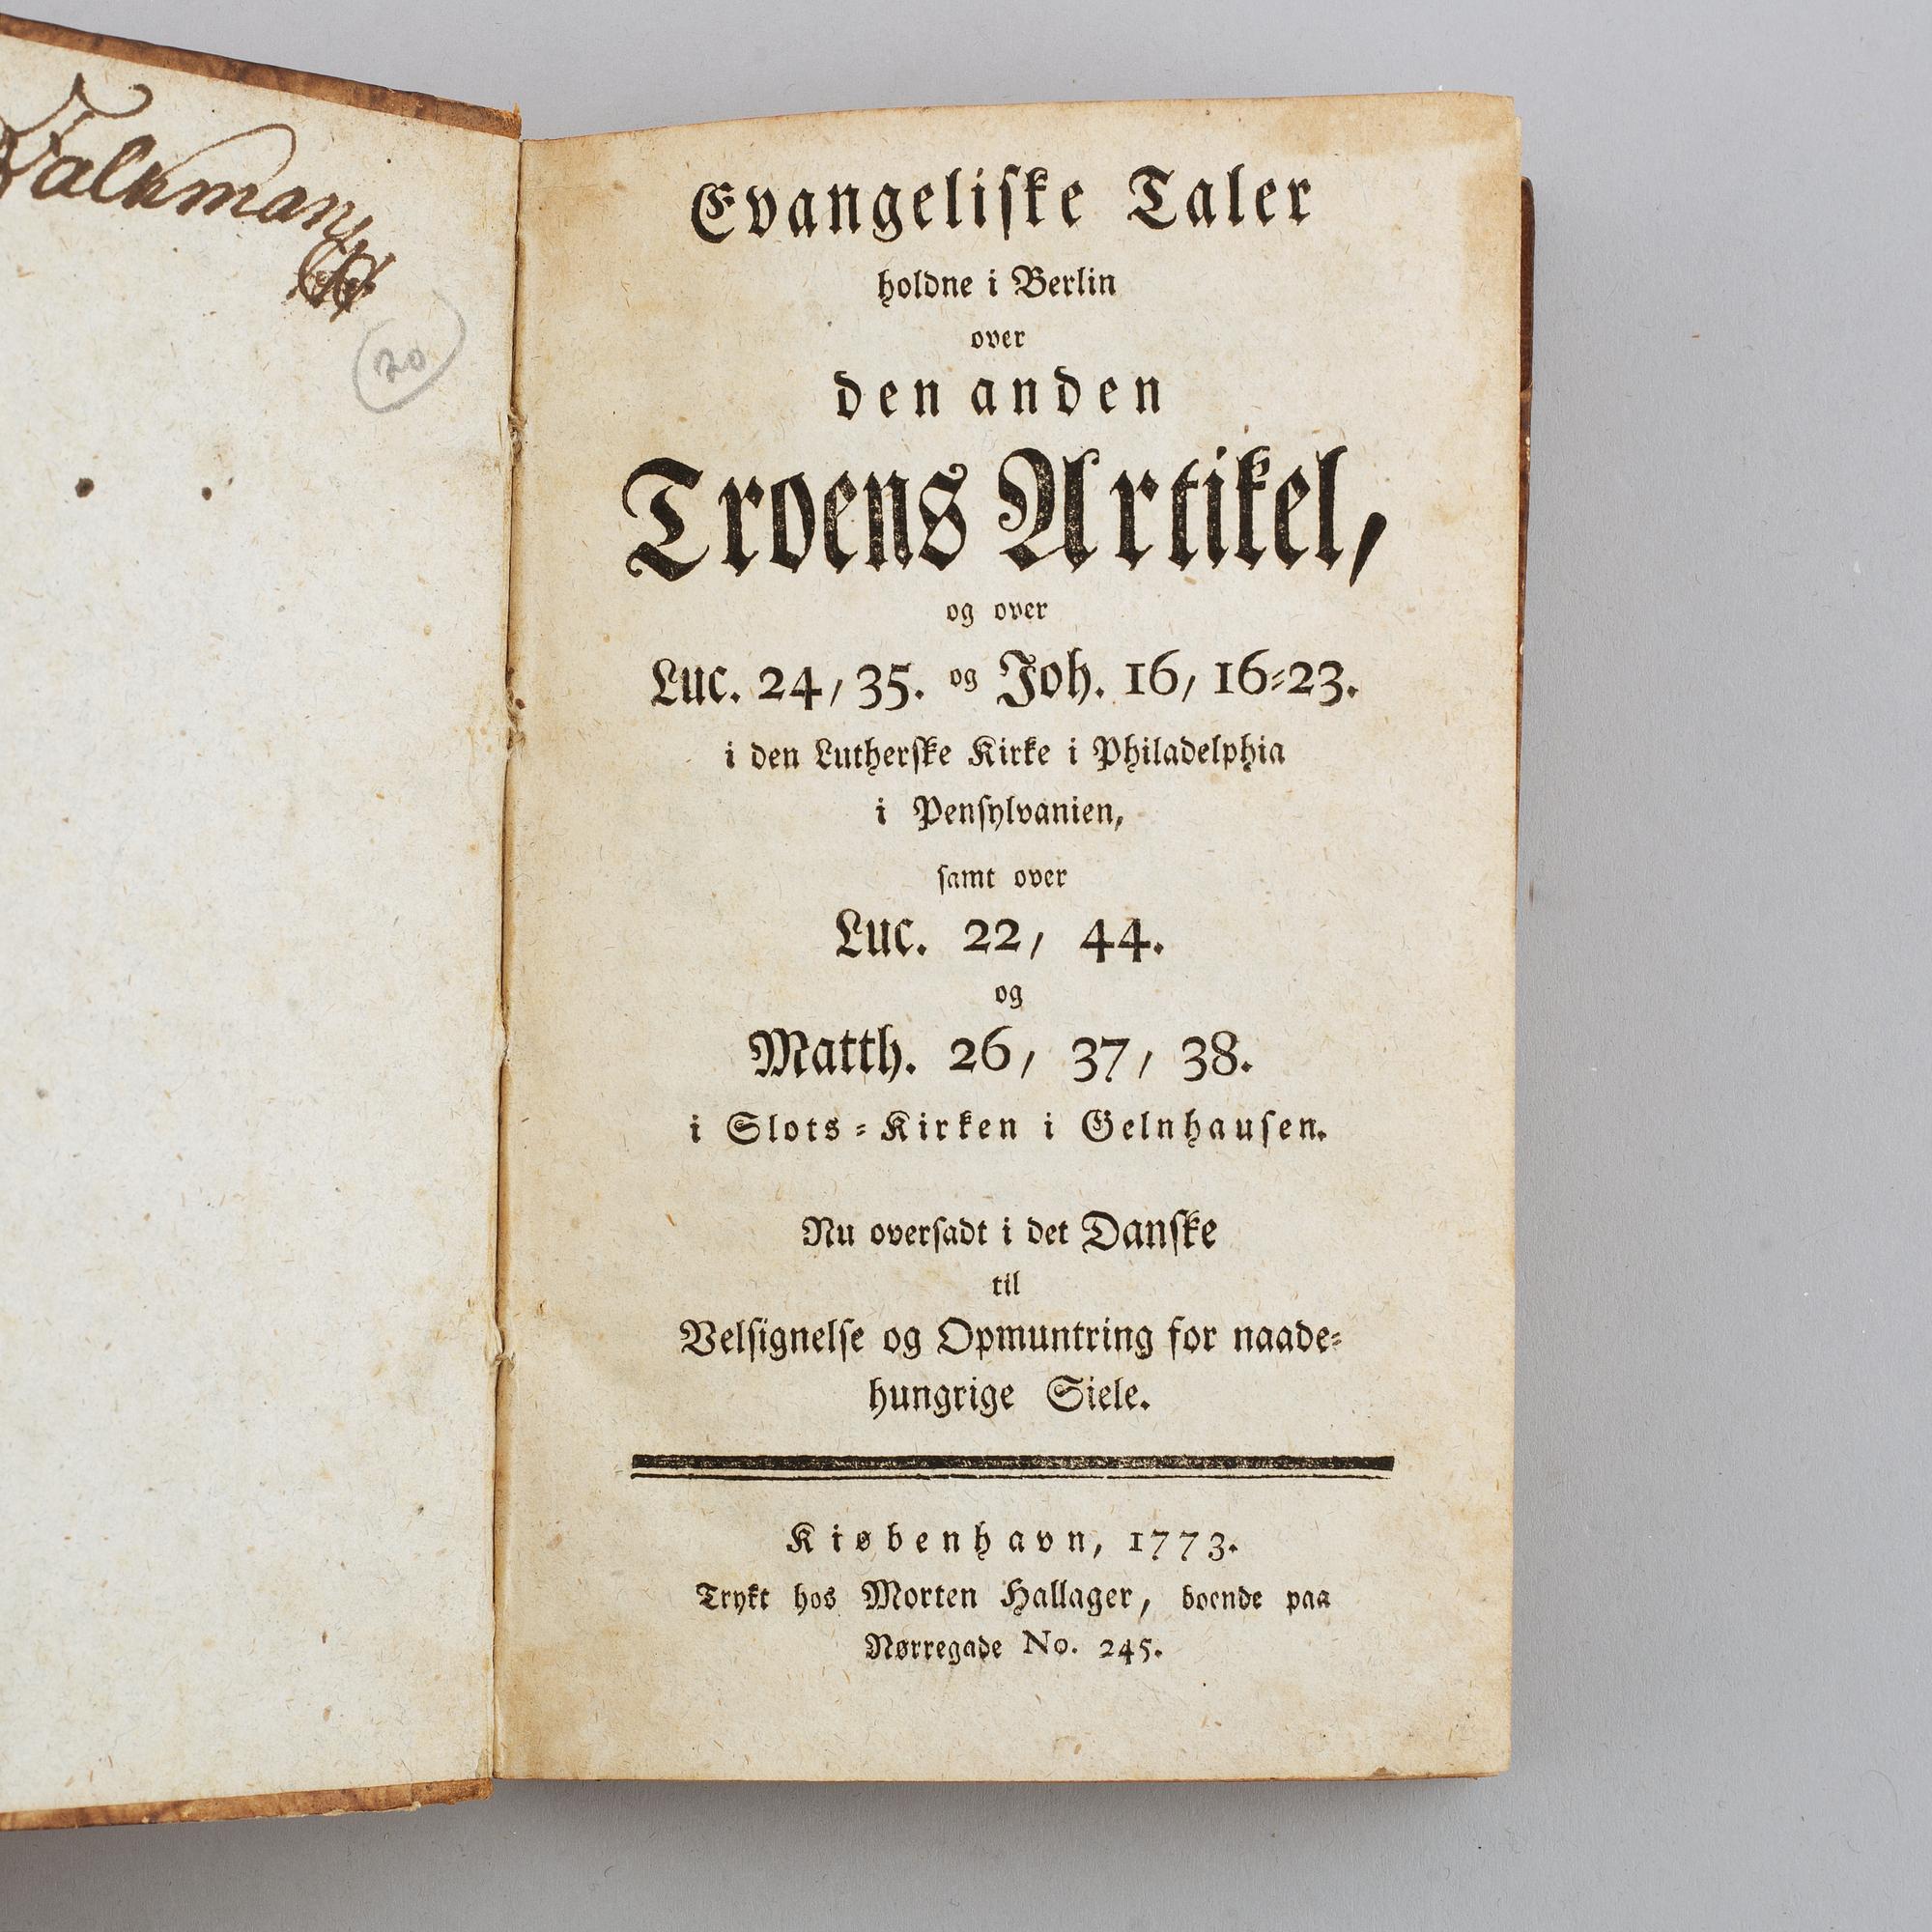 Falkman
20
Evangeliske Taler
holdne i Berlin
over
den anden
Troens Artikel,
og over
Luc. 24, 35. og Joh. 16, 16-23.
i den Lutherske Kirke i Philadelphia
i Pensylvanien,
samt over
Luc. 22, 44.
og
Matth. 26, 37, 38.
i Slots-Kirken i Gelnhausen.
Nu oversadt i det Danske
til
Velsignelse og Opmuntring for naade-
hungrige Siele.
Kiøbenhavn, 1773.
Trykt hos Morten Hallager, boende paa
Nørregade No. 245.